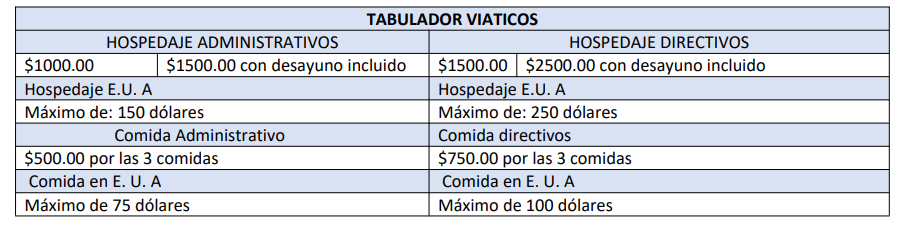 TABULADOR VIATICOS
HOSPEDAJE ADMINISTRATIVOS HOSPEDAJE DIRECTIVOS
$1000.00 $1500.00 con desayuno incluido $1500.00 $2500.00 con desayuno incluido
Hospedaje E.U. A Hospedaje E.U. A
Máximo de: 150 dólares Máximo de: 250 dólares
Comida Administrativo Comida directivos
$500.00 por las 3 comidas $750.00 por las 3 comidas
Comida en E. U. A Comida en E. U. A
Máximo de 75 dólares Máximo de 100 dólares